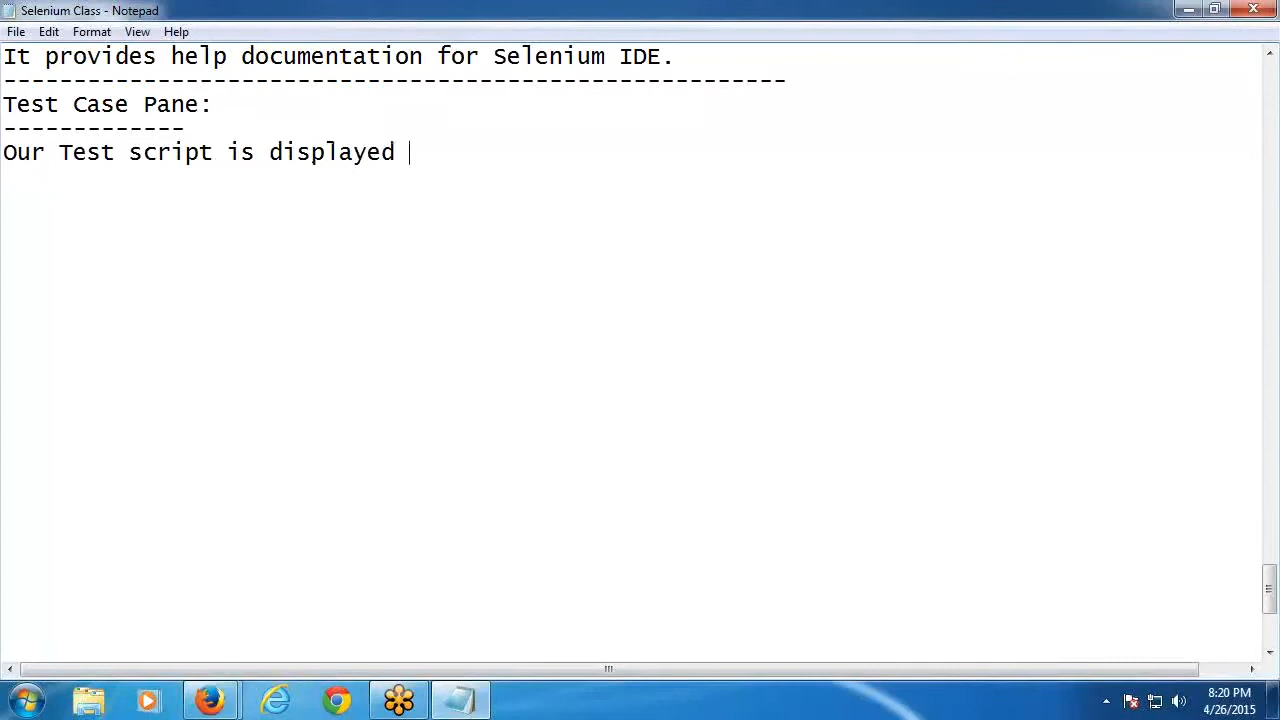 Selenium Class - Notepad
File Edit Format View Help
It provides help documentation for Selenium IDE.
--------------------------------------------------------
Test Case Pane:
-------------
Our Test script is displayed
8:20 PM
4/26/2015